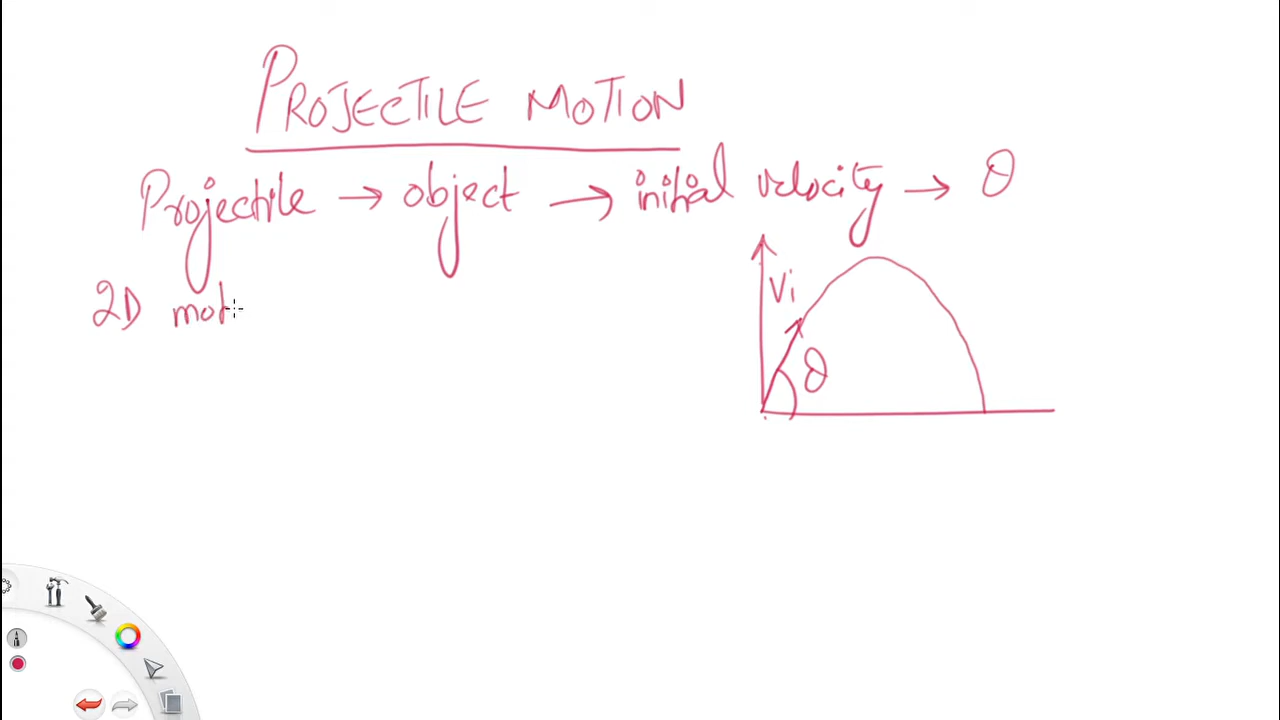 PROJECTILE MOTION
Projectile → object → initial velocity → θ
2D mot
Vi
θ